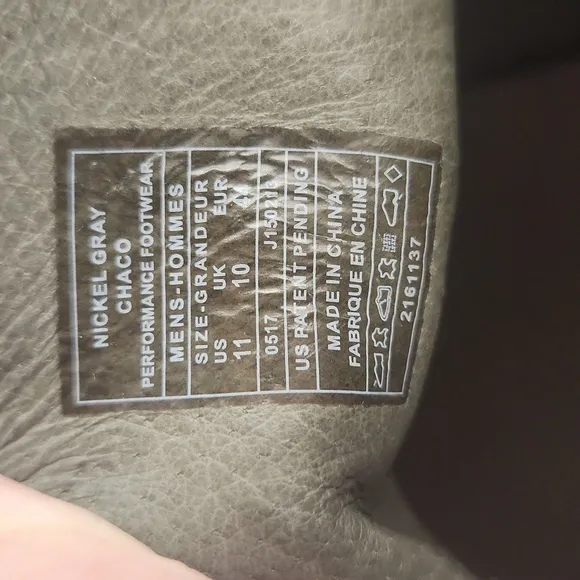 NICKEL GRAY
CHACO
PERFORMANCE FOOTWEAR
MENS-HOMMES
SIZE-GRANDEUR
US UK EUR
11 10 44
0517
US PATENT PENDING
MADE IN CHINA
FABRIQUE EN CHINE
2161137